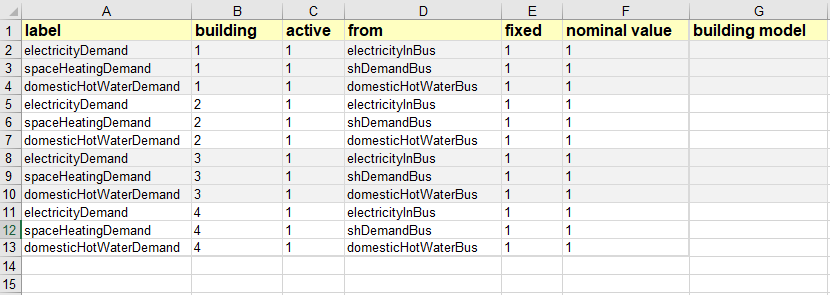 A B C D E F G
1 label building active from fixed nominal value building model
2 electricityDemand 1 1 electricityInBus 1 1
3 spaceHeatingDemand 1 1 shDemandBus 1 1
4 domesticHotWaterDemand 1 1 domesticHotWaterBus 1 1
5 electricityDemand 2 1 electricityInBus 1 1
6 spaceHeatingDemand 2 1 shDemandBus 1 1
7 domesticHotWaterDemand 2 1 domesticHotWaterBus 1 1
8 electricityDemand 3 1 electricityInBus 1 1
9 spaceHeatingDemand 3 1 shDemandBus 1 1
10 domesticHotWaterDemand 3 1 domesticHotWaterBus 1 1
11 electricityDemand 4 1 electricityInBus 1 1
12 spaceHeatingDemand 4 1 shDemandBus 1 1
13 domesticHotWaterDemand 4 1 domesticHotWaterBus 1 1
14
15